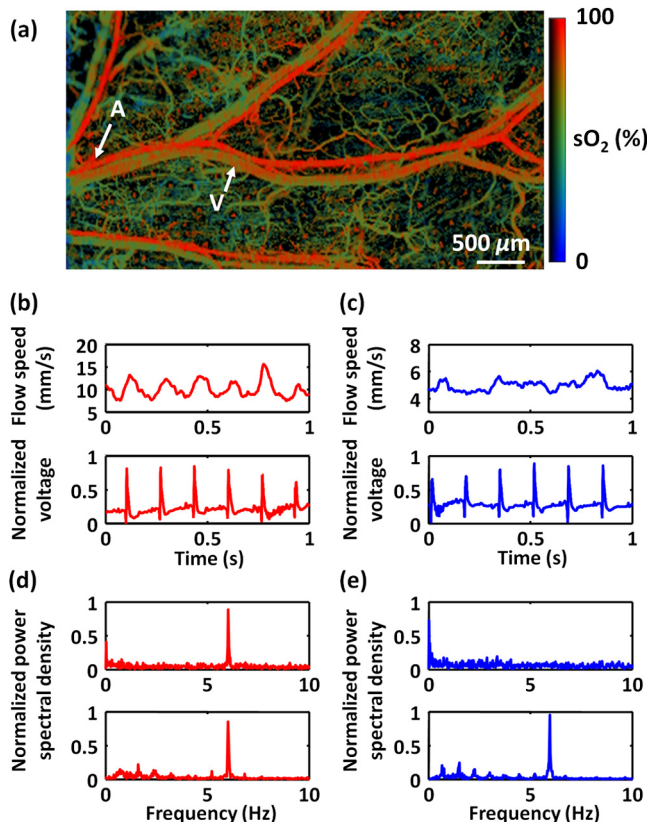 (a)
A
V
500 μm
100
sO2 (%)
0
(b)
Flow speed
(mm/s)
20
15
10
5
0
0.5
1
Normalized
voltage
1
0.5
0
0
0.5
1
Time (s)
(c)
Flow speed
(mm/s)
8
6
4
0
0.5
1
Normalized
voltage
1
0.5
0
0
0.5
1
Time (s)
(d)
Normalized power
spectral density
1
0.5
0
0
5
10
1
0.5
0
0
5
10
Frequency (Hz)
(e)
Normalized power
spectral density
1
0.5
0
0
5
10
1
0.5
0
0
5
10
Frequency (Hz)